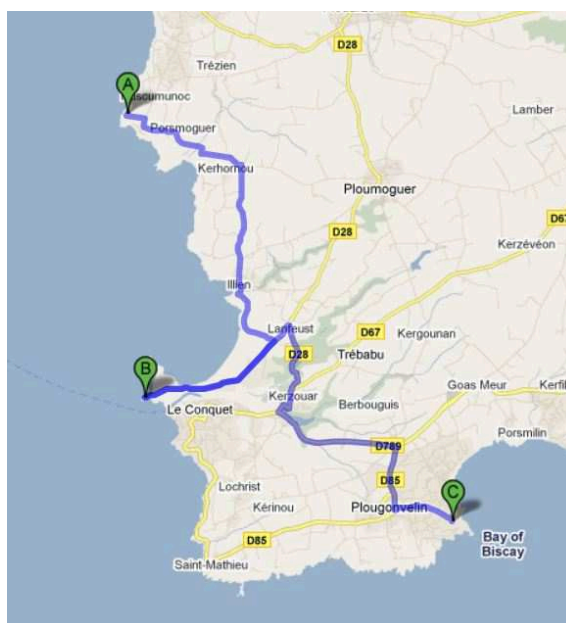 D28
Trézien
A
Lamber
Porsmoguer
Kerhornou
Ploumoguer
D67
D28
Kerzévéon
Illien
Lanfeust
D67
Kergounan
D28
Trébabu
B
Goas Meur
Kerfil
Kerzouar
Le Conquet
Berbouguis
Porsmilin
D789
Lochrist
D85
C
Kérinou
Plougonvelin
Bay of
Biscay
D85
Saint-Mathieu